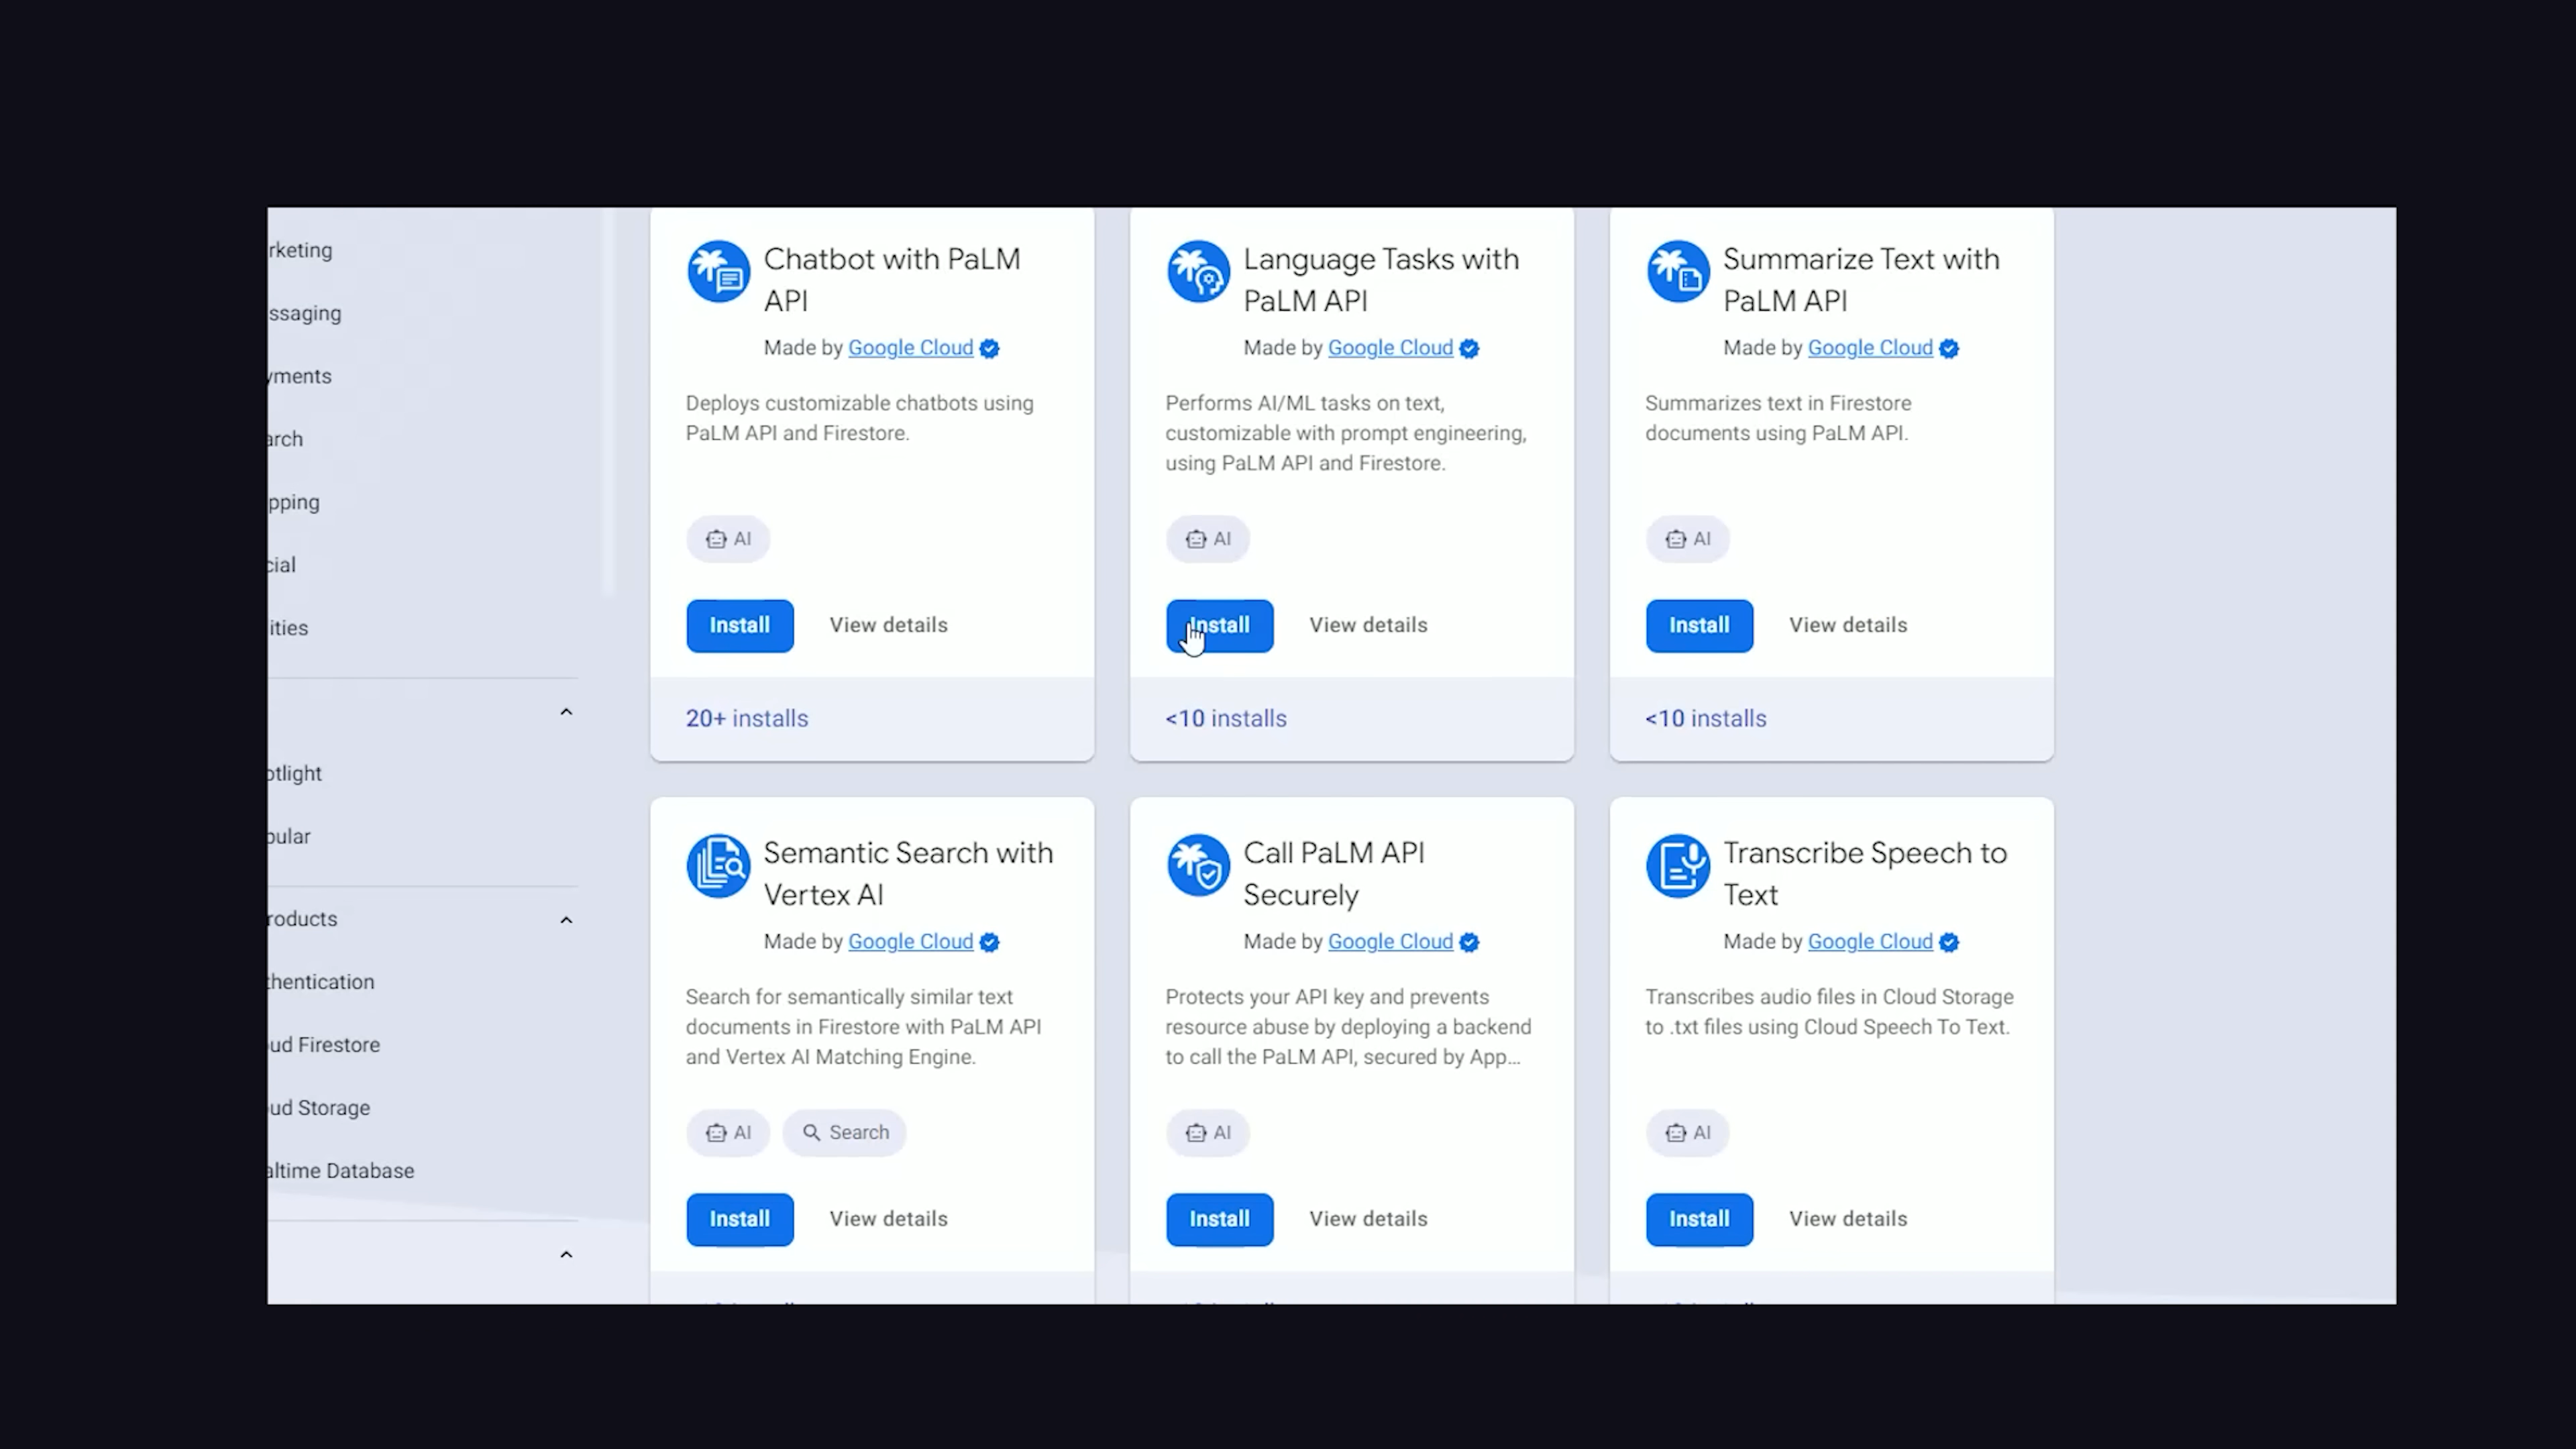 rketing
ssaging
yments
arch
pping
cial
ities
otlight
pular
roducts
thentication
oud Firestore
oud Storage
altime Database
Chatbot with PaLM
API
Made by Google Cloud
Deploys customizable chatbots using
PaLM API and Firestore.
AI
Install View details
20+ installs
Language Tasks with
PaLM API
Made by Google Cloud
Performs AI/ML tasks on text,
customizable with prompt engineering,
using PaLM API and Firestore.
AI
Install View details
<10 installs
Summarize Text with
PaLM API
Made by Google Cloud
Summarizes text in Firestore
documents using PaLM API.
AI
Install View details
<10 installs
Semantic Search with
Vertex AI
Made by Google Cloud
Search for semantically similar text
documents in Firestore with PaLM API
and Vertex AI Matching Engine.
AI Search
Install View details
Call PaLM API
Securely
Made by Google Cloud
Protects your API key and prevents
resource abuse by deploying a backend
to call the PaLM API, secured by App...
AI
Install View details
Transcribe Speech to
Text
Made by Google Cloud
Transcribes audio files in Cloud Storage
to .txt files using Cloud Speech To Text.
AI
Install View details